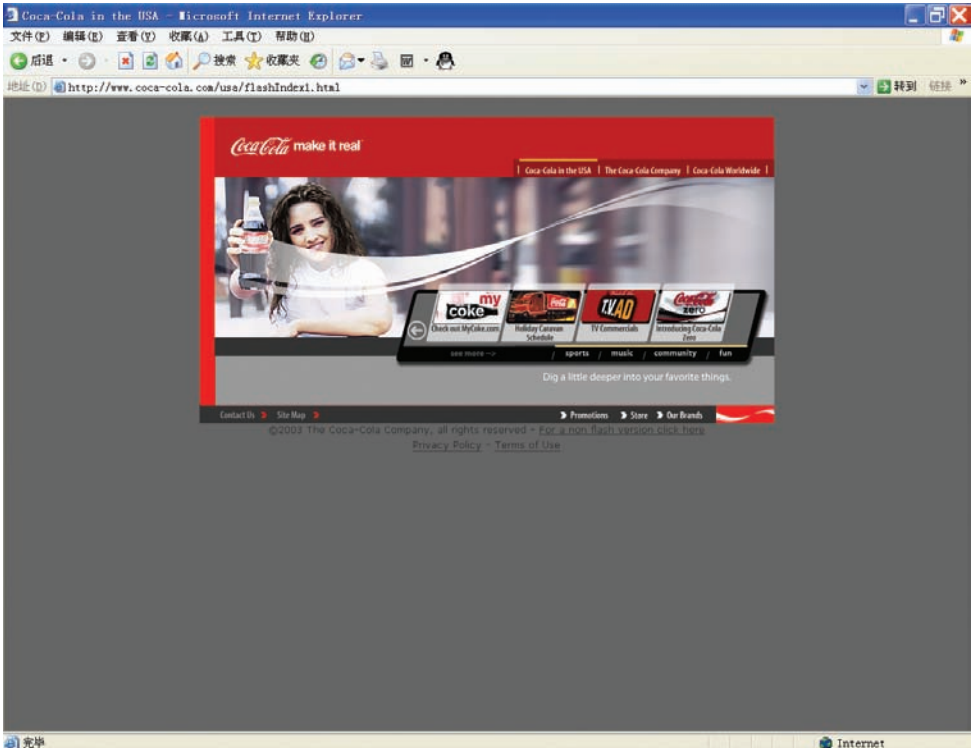 Coca-Cola in the USA - Microsoft Internet Explorer
文件(F) 编辑(E) 查看(V) 收藏(A) 工具(T) 帮助(H)
后退 搜索 收藏夹
地址(D) http://www.coca-cola.com/usa/flashIndex1.html 转到 链接 »
Coca-Cola make it real
Coca-Cola in the USA | The Coca-Cola Company | Coca-Cola Worldwide |
my
coke
Coca-Cola
T.V.AD
Coca-Cola
zero
Check out MyCoke.com
Holiday Caravan
Schedule
TV Commercials
Introducing Coca-Cola
Zero
see more --> / sports / music / community / fun
Dig a little deeper into your favorite things.
Contact Us Site Map Promotions Store Our Brands
©2003 The Coca-Cola Company, all rights reserved - For a non flash version click here
Privacy Policy - Terms of Use
完毕 Internet